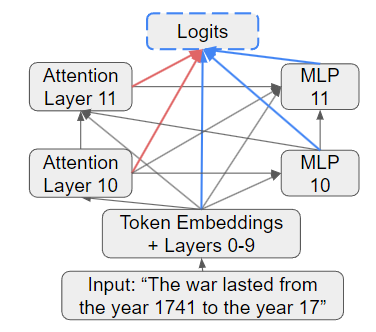 Logits
Attention
Layer 11
MLP
11
Attention
Layer 10
MLP
10
Token Embeddings
+ Layers 0-9
Input: “The war lasted from
the year 1741 to the year 17”